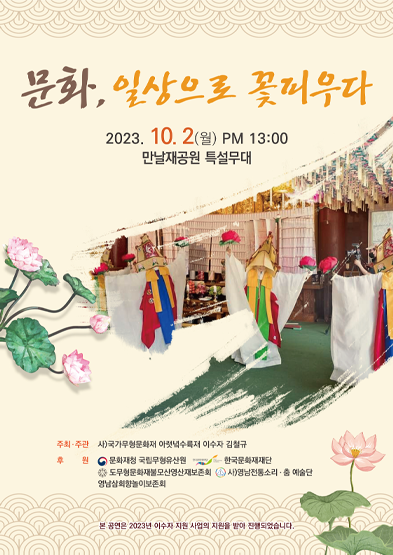 문화, 일상으로 꽃피우다
2023. 10. 2(월) PM 13:00
만날재공원 특설무대
주최·주관 사)국가무형문화재 아랫녘수륙재 이수자 김철규
후 원 문화재청 국립무형유산원 한국문화재재단
도무형문화재불모산영산재보존회 사)영남전통소리·춤 예술단
영남삼회향놀이보존회
본 공연은 2023년 이수자 지원 사업의 지원을 받아 진행되었습니다.